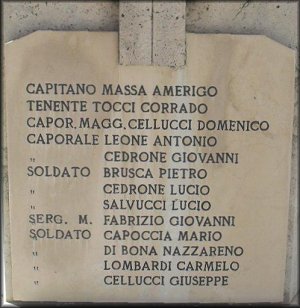 CAPITANO MASSA AMERIGO
TENENTE TOCCI CORRADO
CAPOR. MAGG. CELLUCCI DOMENICO
CAPORALE LEONE ANTONIO
" CEDRONE GIOVANNI
SOLDATO BRUSCA PIETRO
" CEDRONE LUCIO
" SALVUCCI LUCIO
SERG. M. FABRIZIO GIOVANNI
SOLDATO CAPOCCIA MARIO
" DI BONA NAZZARENO
" LOMBARDI CARMELO
" CELLUCCI GIUSEPPE